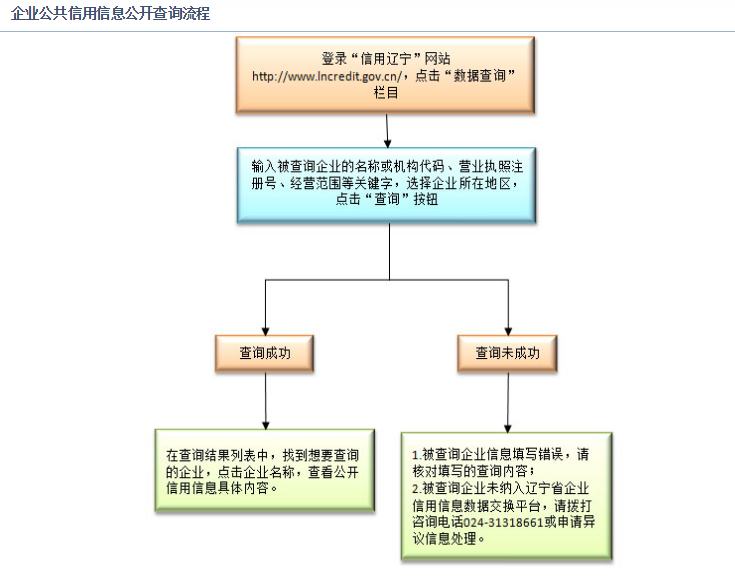 企业公共信用信息公开查询流程
登录“信用辽宁”网站
http://www.lncredit.gov.cn/，点击“数据查询”
栏目
输入被查询企业的名称或机构代码、营业执照注
册号、经营范围等关键字，选择企业所在地区，
点击“查询”按钮
查询成功
查询未成功
在查询结果列表中，找到想要查询
的企业，点击企业名称，查看公开
信用信息具体内容。
1.被查询企业信息填写错误，请
核对填写的查询内容；
2.被查询企业未纳入辽宁省企业
信用信息数据交换平台，请拨打
咨询电话024-31318661或申请异
议信息处理。